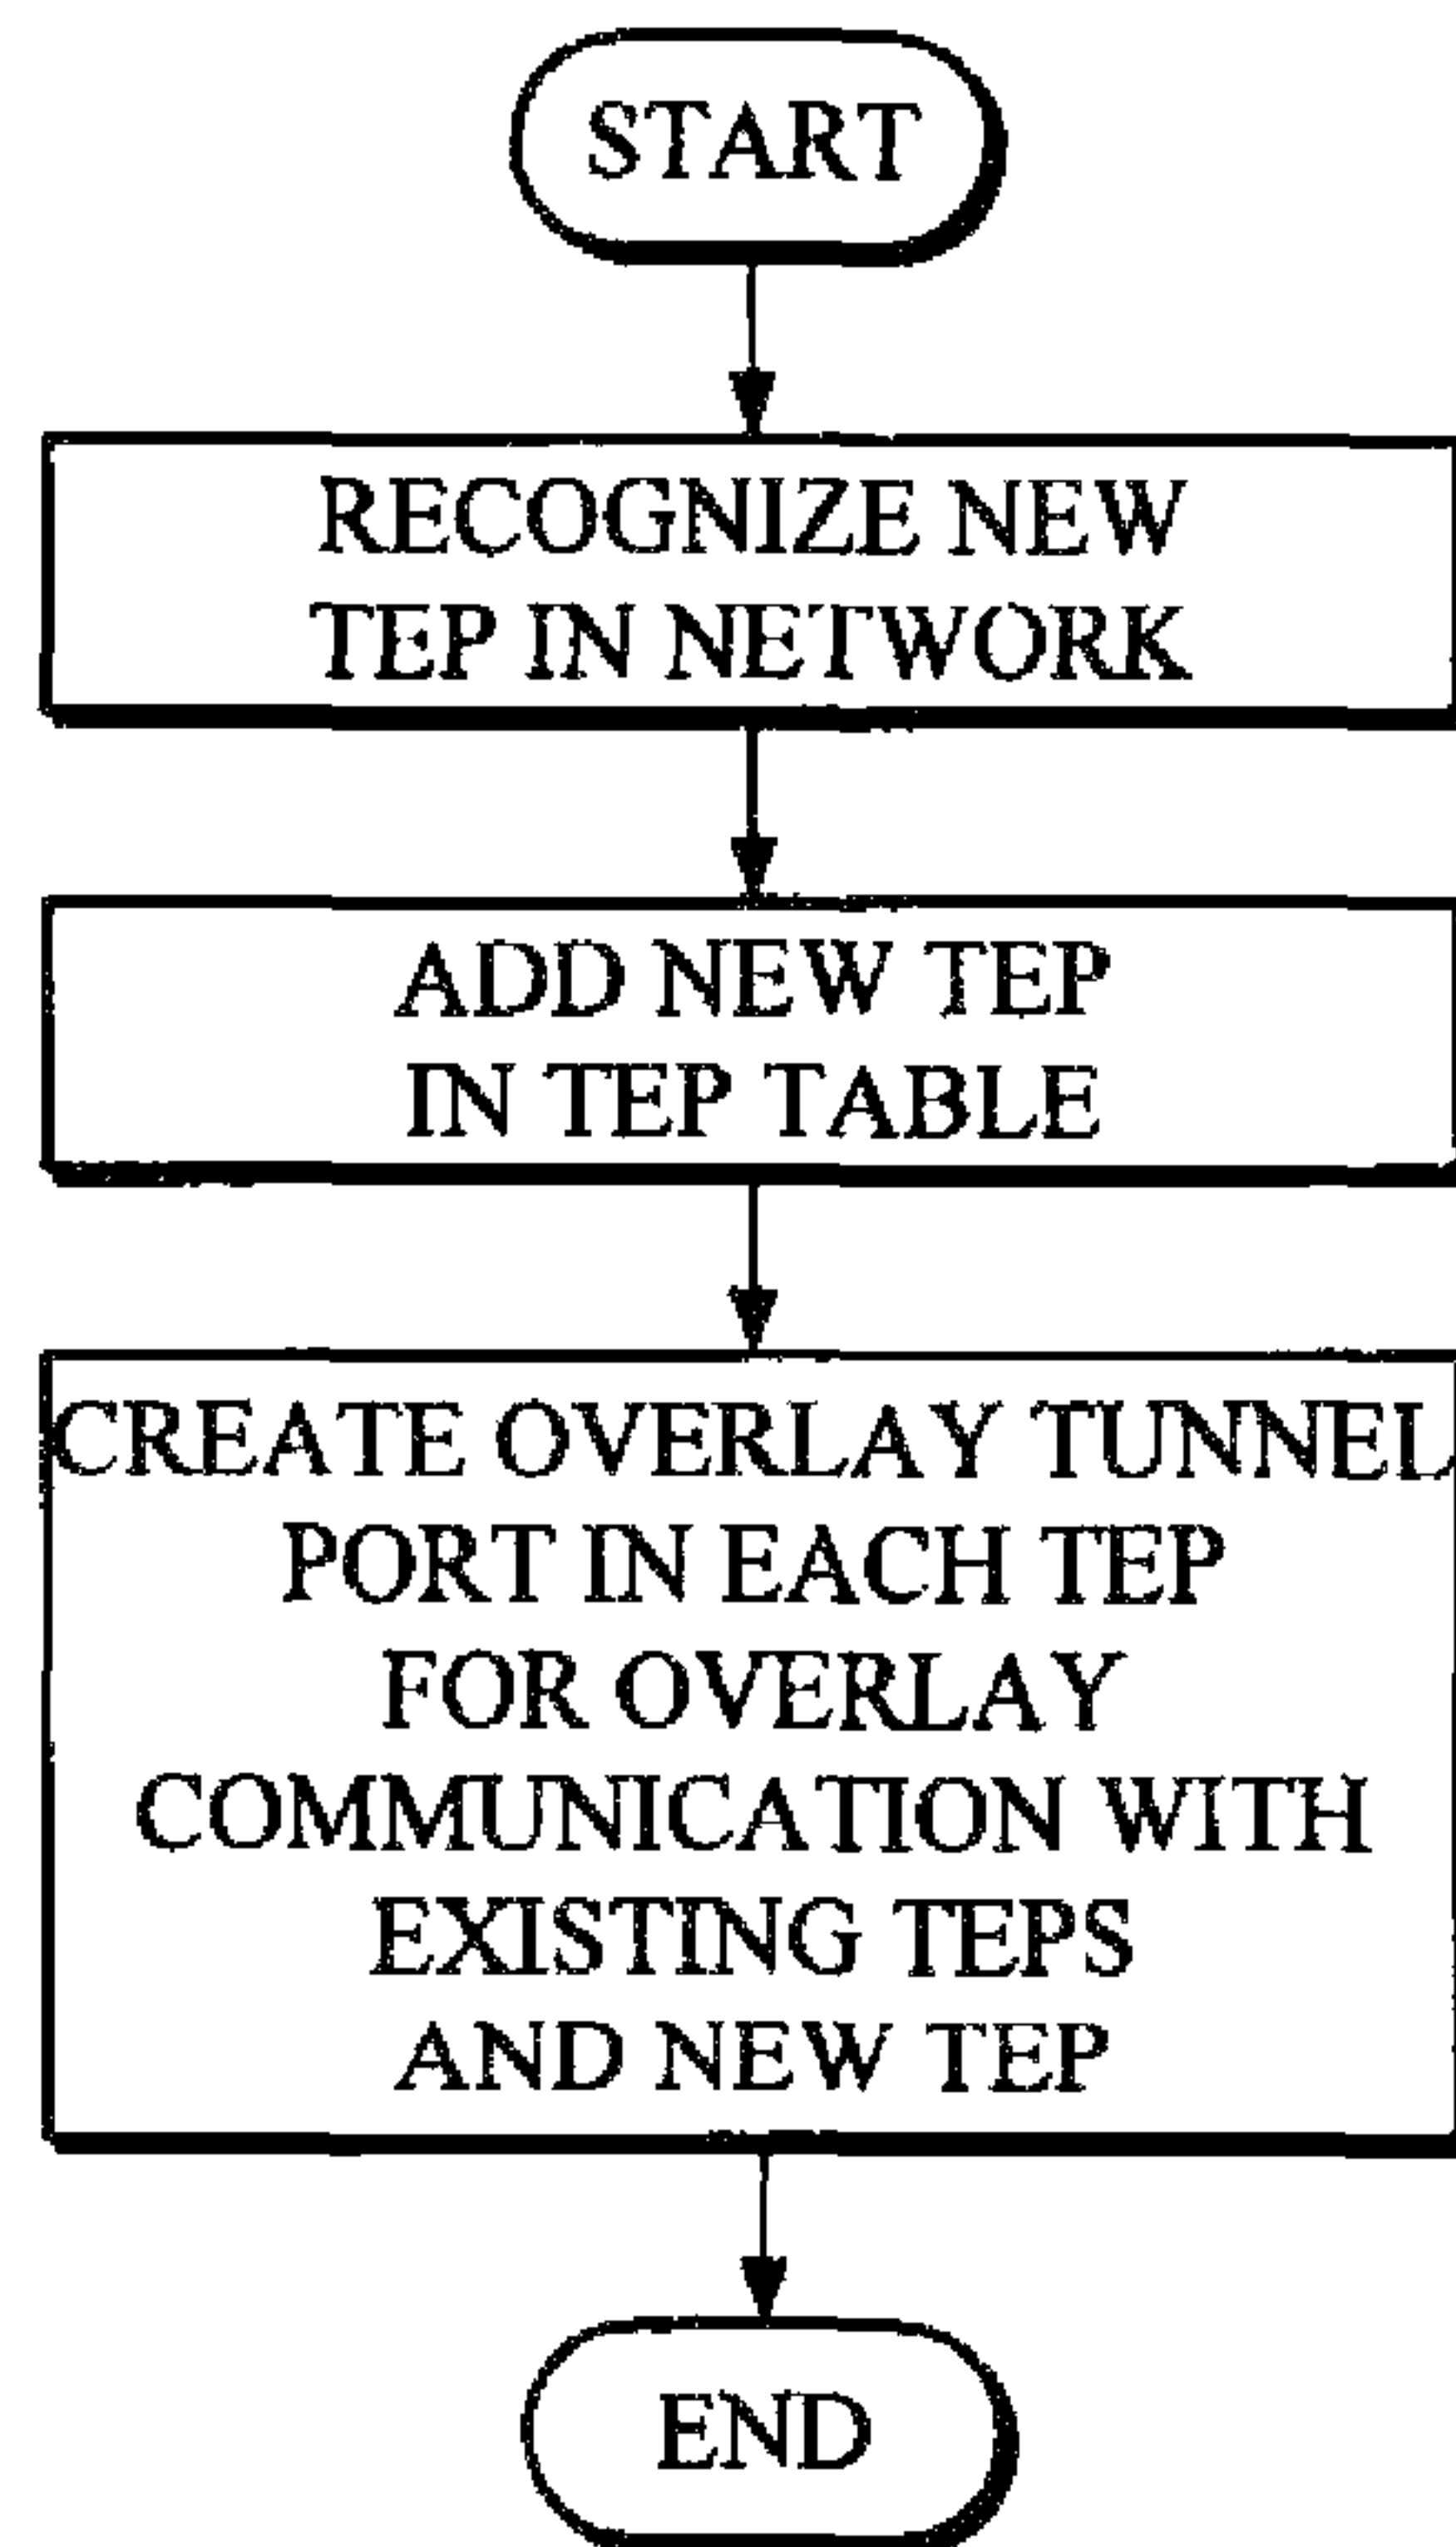 START
RECOGNIZE NEW
TEP IN NETWORK
ADD NEW TEP
IN TEP TABLE
CREATE OVERLAY TUNNEL
PORT IN EACH TEP
FOR OVERLAY
COMMUNICATION WITH
EXISTING TEPS
AND NEW TEP
END